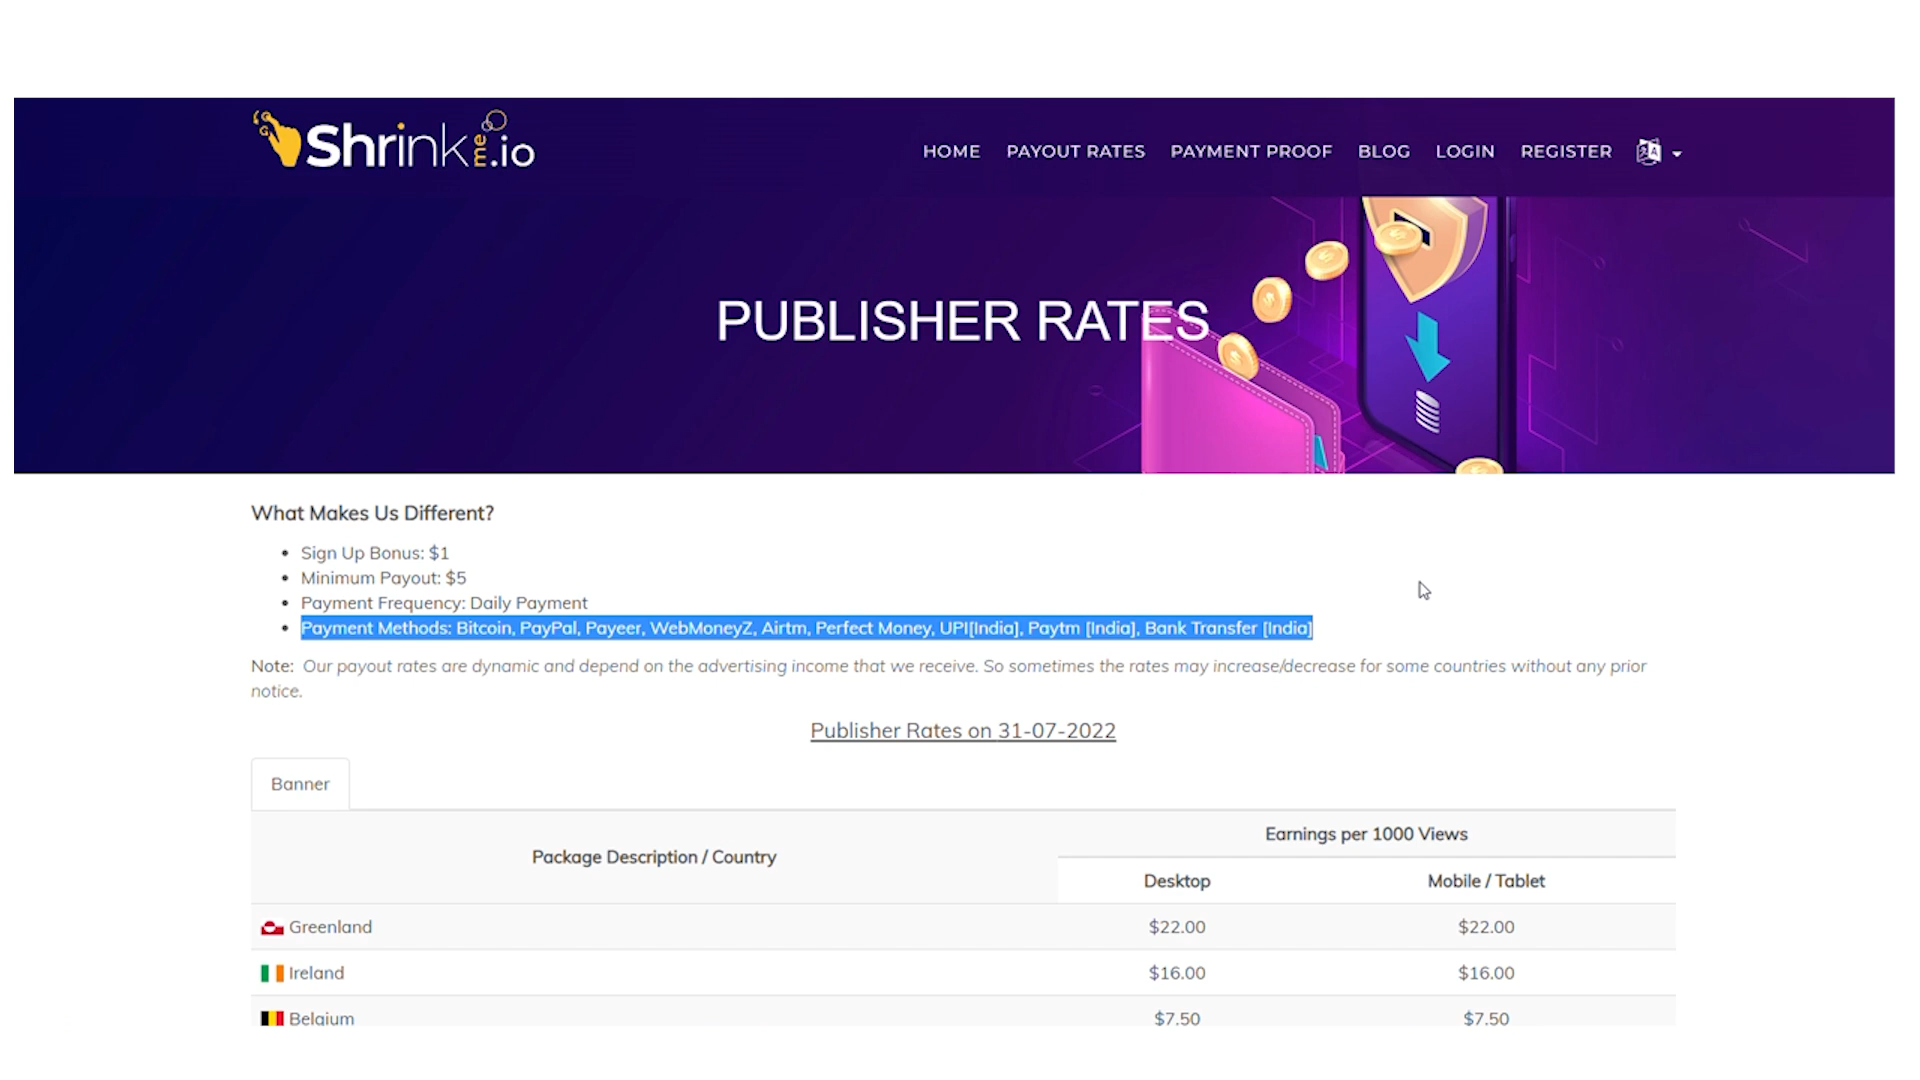 Shrinkme.io
HOME PAYOUT RATES PAYMENT PROOF BLOG LOGIN REGISTER
PUBLISHER RATES
What Makes Us Different?
• Sign Up Bonus: $1
• Minimum Payout: $5
• Payment Frequency: Daily Payment
• Payment Methods: Bitcoin, PayPal, Payeer, WebMoneyZ, Airtm, Perfect Money, UPI[India], Paytm [India], Bank Transfer [India]
Note: Our payout rates are dynamic and depend on the advertising income that we receive. So sometimes the rates may increase/decrease for some countries without any prior
notice.
Publisher Rates on 31-07-2022
Banner
Package Description / Country
Earnings per 1000 Views
Desktop Mobile / Tablet
Greenland $22.00 $22.00
Ireland $16.00 $16.00
Belgium $7.50 $7.50